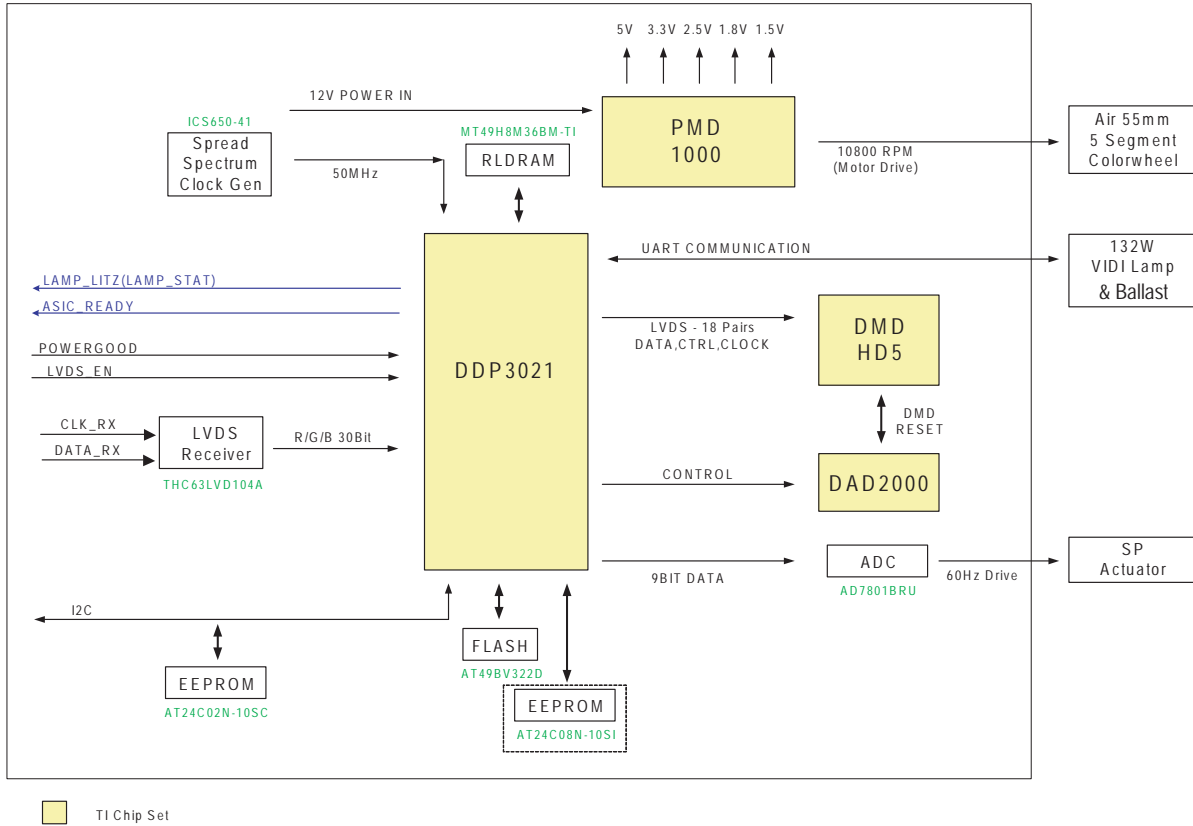 5V 3.3V 2.5V 1.8V 1.5V
12V POWER IN
ICS650-41
Spread
Spectrum
Clock Gen
50MHz
MT49H8M36BM-TI
RLDRAM
PMD
1000
10800 RPM
(Motor Drive)
Air 55mm
5 Segment
Colorwheel
UART COMMUNICATION
132W
VIDI Lamp
& Ballast
LAMP_LITZ(LAMP_STAT)
ASIC_READY
POWERGOOD
LVDS_EN
CLK_RX
DATA_RX
LVDS
Receiver
THC63LVD104A
R/G/B 30Bit
DDP3021
LVDS - 18 Pairs
DATA,CTRL,CLOCK
DMD
HD5
DMD
RESET
CONTROL
DAD2000
9BIT DATA
ADC
AD7801BRU
60Hz Drive
SP
Actuator
I2C
EEPROM
AT24C02N-10SC
FLASH
AT49BV322D
EEPROM
AT24C08N-10SI
TI Chip Set